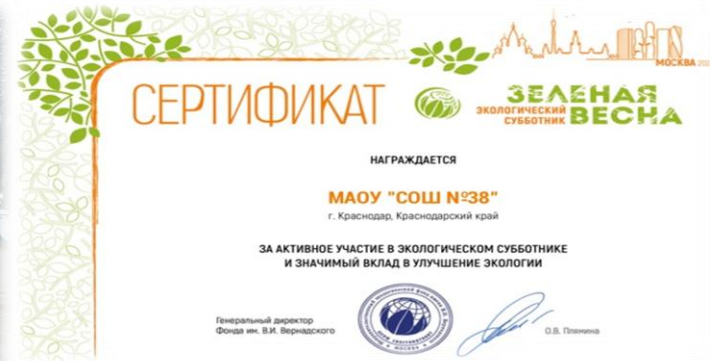 МОСКВА
СЕРТИФИКАТ
ЗЕЛЕНАЯ
ЭКОЛОГИЧЕСКИЙ
СУББОТНИК
ВЕСНА
НАГРАЖДАЕТСЯ
МАОУ "СОШ №38"
г. Краснодар, Краснодарский край
ЗА АКТИВНОЕ УЧАСТИЕ В ЭКОЛОГИЧЕСКОМ СУББОТНИКЕ
И ЗНАЧИМЫЙ ВКЛАД В УЛУЧШЕНИЕ ЭКОЛОГИИ
Генеральный директор
Фонда им. В.И. Вернадского
О.В. Плямина